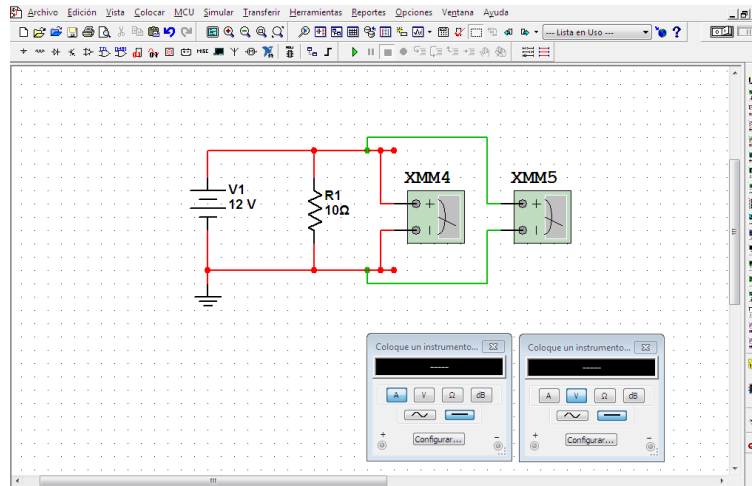 Archivo Edición Vista Colocar MCU Simular Transferir Herramientas Reportes Opciones Ventana Ayuda
--- Lista en Uso ---
MISC
XMM4 XMM5
V1
12 V
R1
10Ω
Coloque un instrumento... Coloque un instrumento...
----- -----
A V Ω dB A V Ω dB
+ Configurar... − + Configurar... −